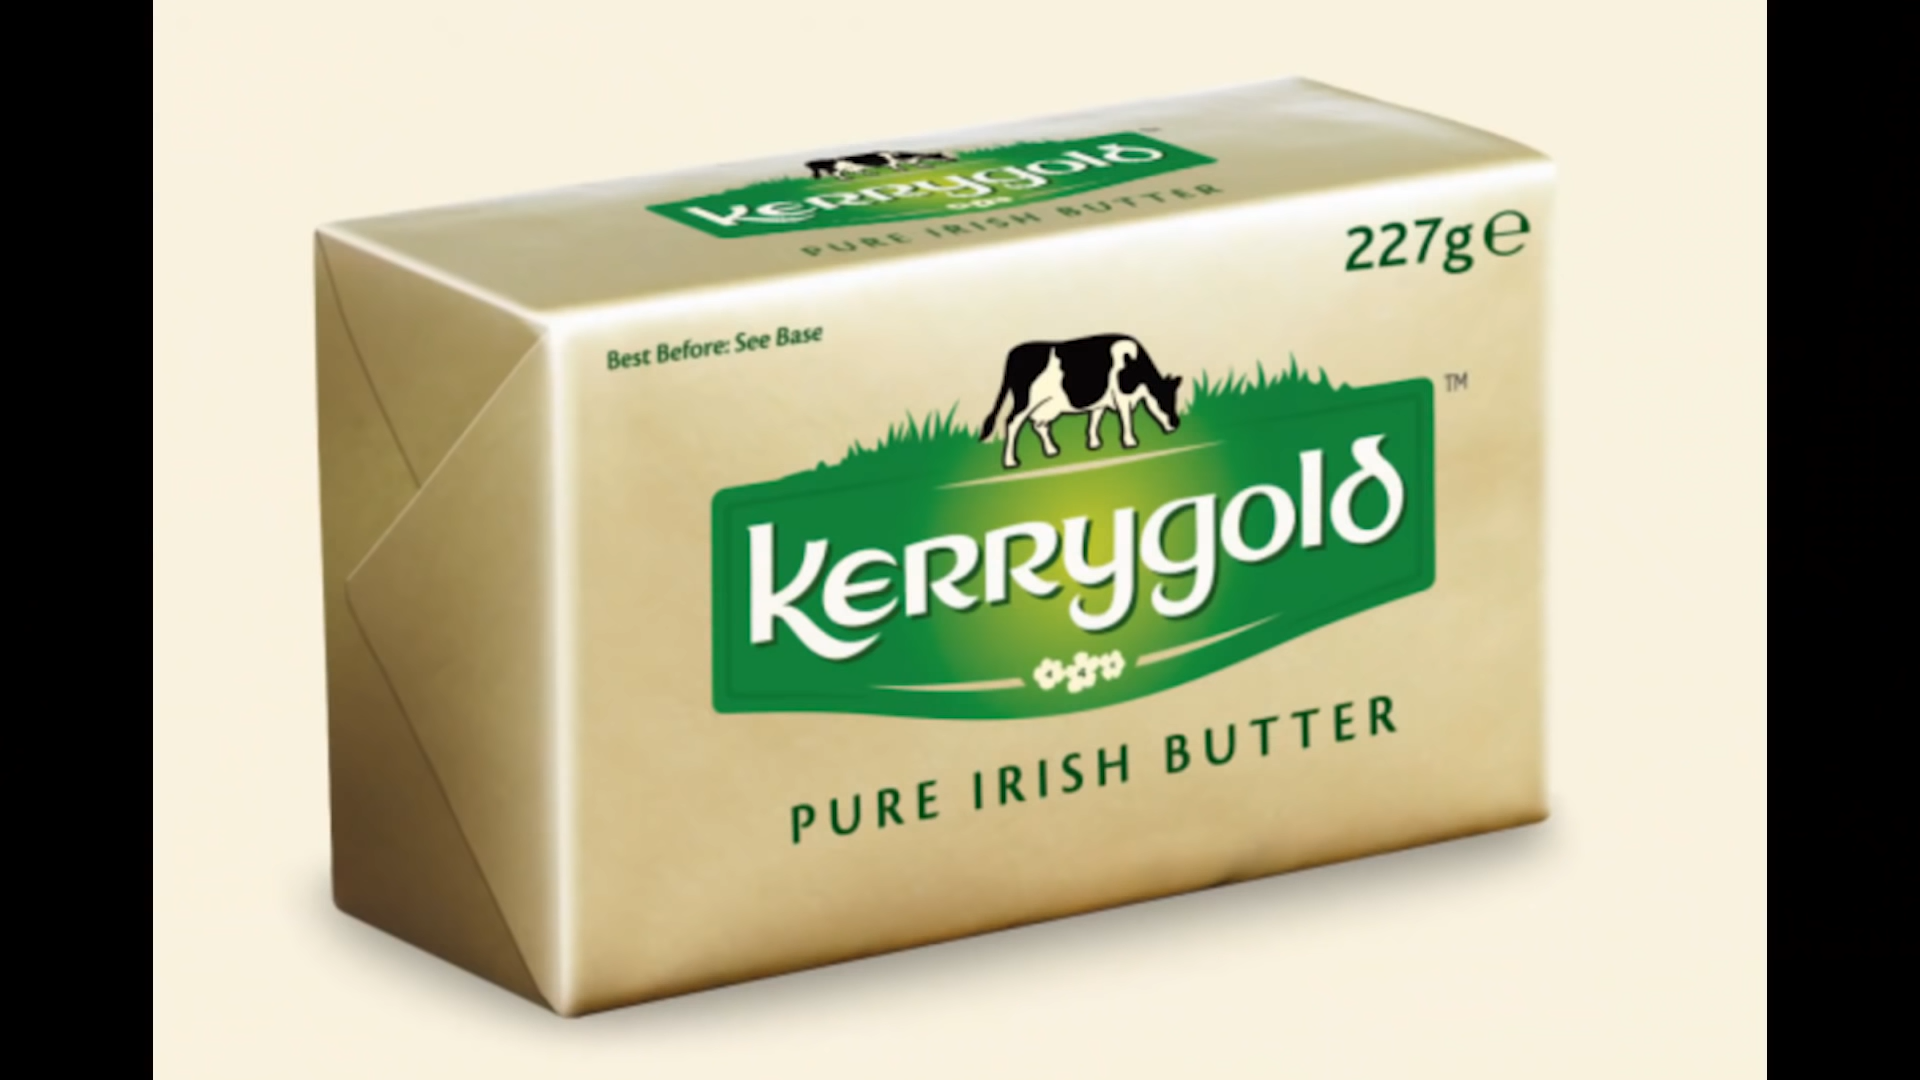 Kerrygold
PURE IRISH BUTTER
227g ℮
Best Before: See Base
TM
Kerrygold
PURE IRISH BUTTER